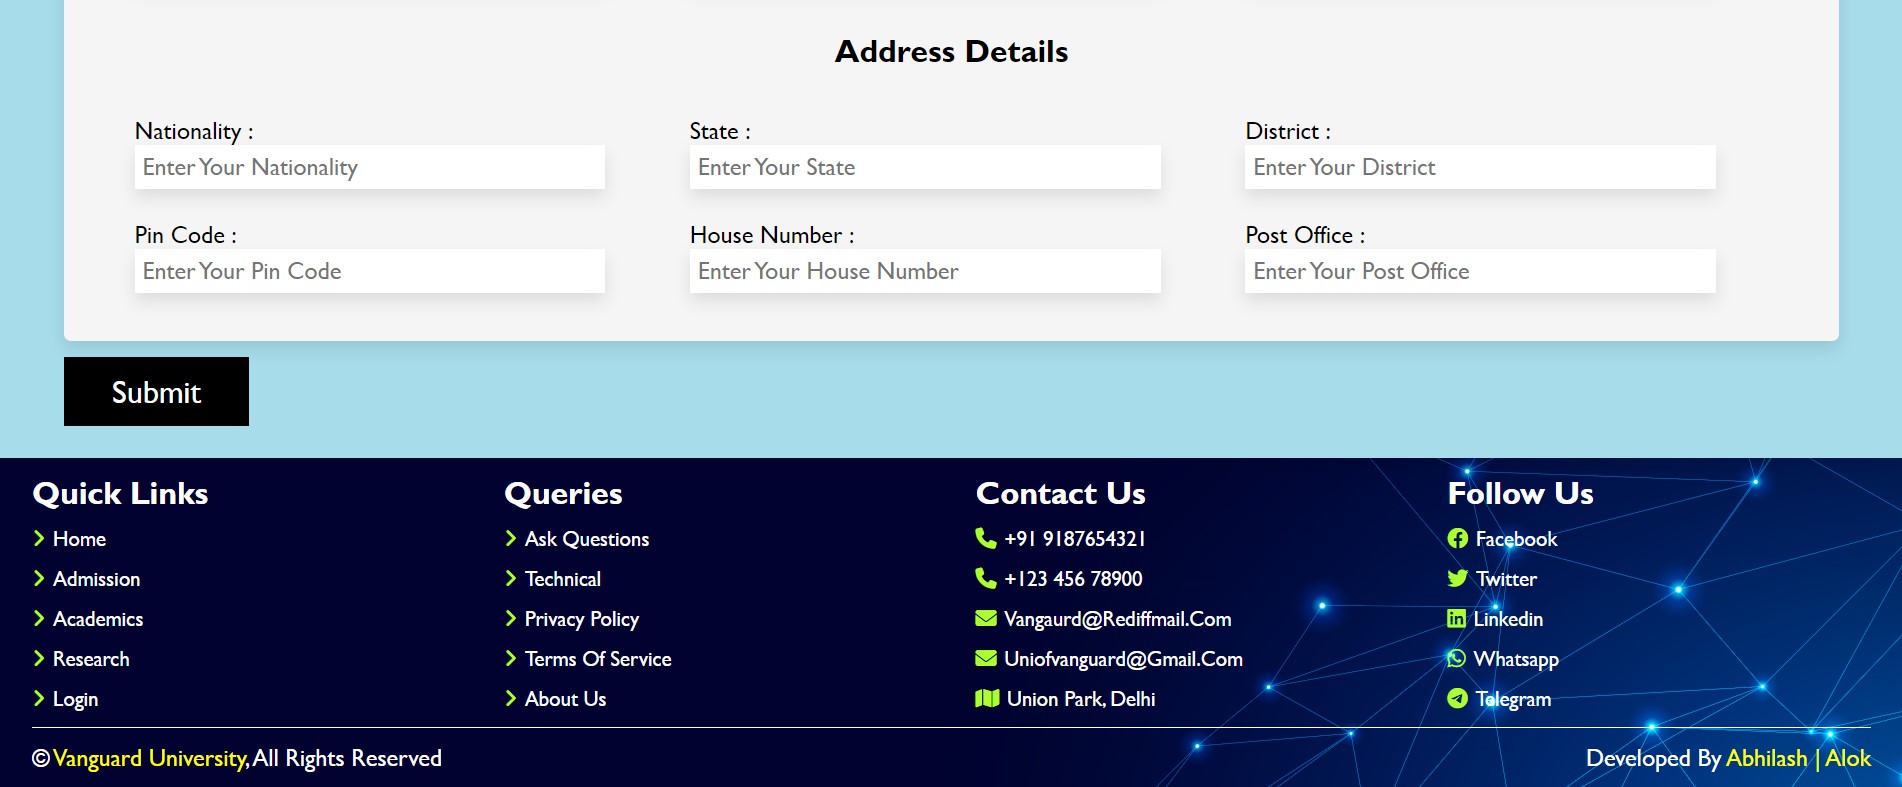 Address Details
Nationality :
Enter Your Nationality
State :
Enter Your State
District :
Enter Your District
Pin Code :
Enter Your Pin Code
House Number :
Enter Your House Number
Post Office :
Enter Your Post Office
Submit
Quick Links
Home
Admission
Academics
Research
Login
Queries
Ask Questions
Technical
Privacy Policy
Terms Of Service
About Us
Contact Us
+91 9187654321
+123 456 78900
Vangaurd@Rediffmail.Com
Uniofvanguard@Gmail.Com
Union Park, Delhi
Follow Us
Facebook
Twitter
Linkedin
Whatsapp
Telegram
© Vanguard University, All Rights Reserved
Developed By Abhilash | Alok